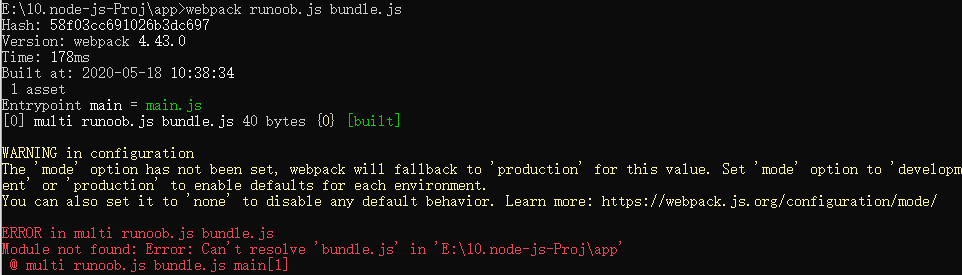 E:\10.node-js-Proj\app>webpack runoob.js bundle.js
Hash: 58f03cc691026b3dc697
Version: webpack 4.43.0
Time: 178ms
Built at: 2020-05-18 10:38:34
 1 asset
Entrypoint main = main.js
[0] multi runoob.js bundle.js 40 bytes {0} [built]

WARNING in configuration
The 'mode' option has not been set, webpack will fallback to 'production' for this value. Set 'mode' option to 'developm
ent' or 'production' to enable defaults for each environment.
You can also set it to 'none' to disable any default behavior. Learn more: https://webpack.js.org/configuration/mode/

ERROR in multi runoob.js bundle.js
Module not found: Error: Can't resolve 'bundle.js' in 'E:\10.node-js-Proj\app'
 @ multi runoob.js bundle.js main[1]